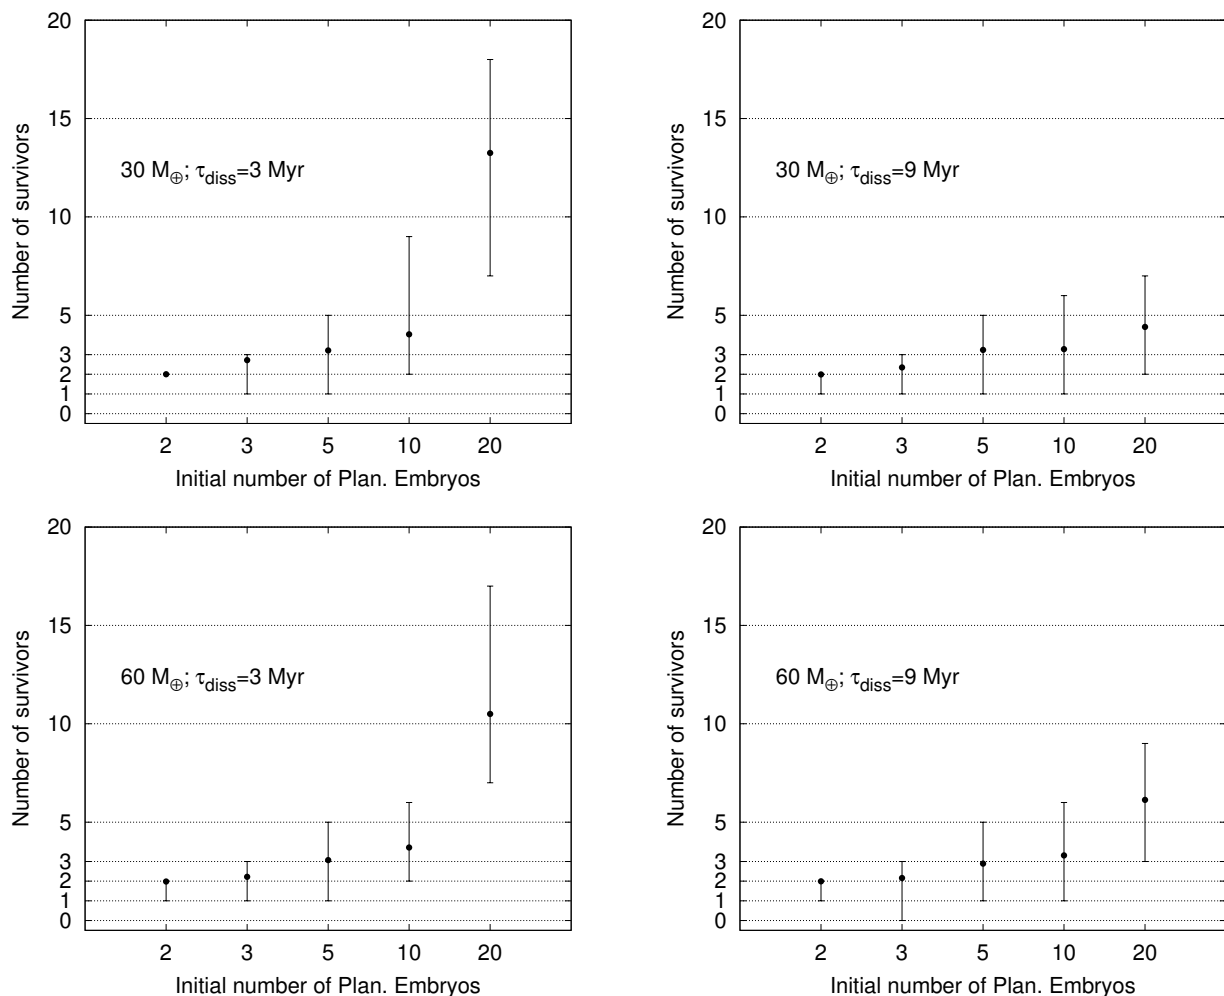 20
15
10
5
3
2
1
0
Number of survivors
30 M⊕; τdiss=3 Myr
2 3 5 10 20
Initial number of Plan. Embryos
20
15
10
5
3
2
1
0
Number of survivors
30 M⊕; τdiss=9 Myr
2 3 5 10 20
Initial number of Plan. Embryos
20
15
10
5
3
2
1
0
Number of survivors
60 M⊕; τdiss=3 Myr
2 3 5 10 20
Initial number of Plan. Embryos
20
15
10
5
3
2
1
0
Number of survivors
60 M⊕; τdiss=9 Myr
2 3 5 10 20
Initial number of Plan. Embryos